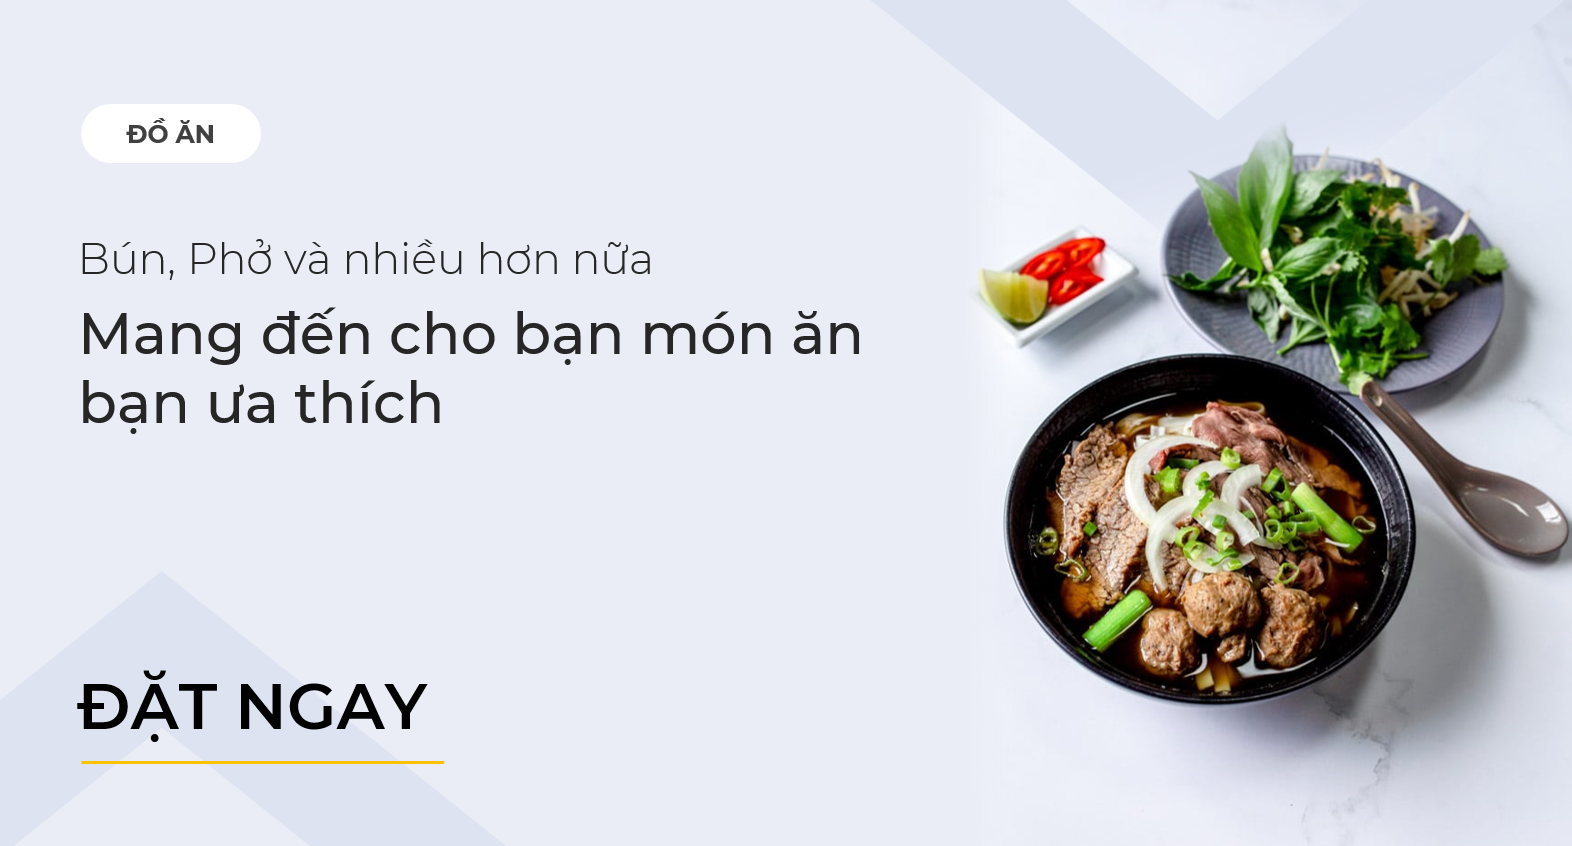 ĐỒ ĂN
Bún, Phở và nhiều hơn nữa
Mang đến cho bạn món ăn
bạn ưa thích
ĐẶT NGAY